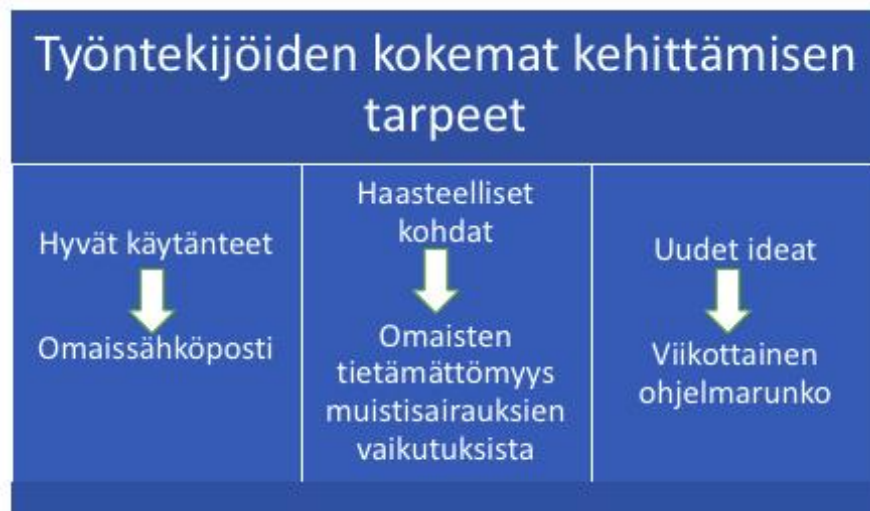 Työntekijöiden kokemat kehittämisen
tarpeet
Hyvät käytänteet
Omaissähköposti
Haasteelliset
kohdat
Omaisten
tietämättömyys
muistisairauksien
vaikutuksista
Uudet ideat
Viikottainen
ohjelmarunko